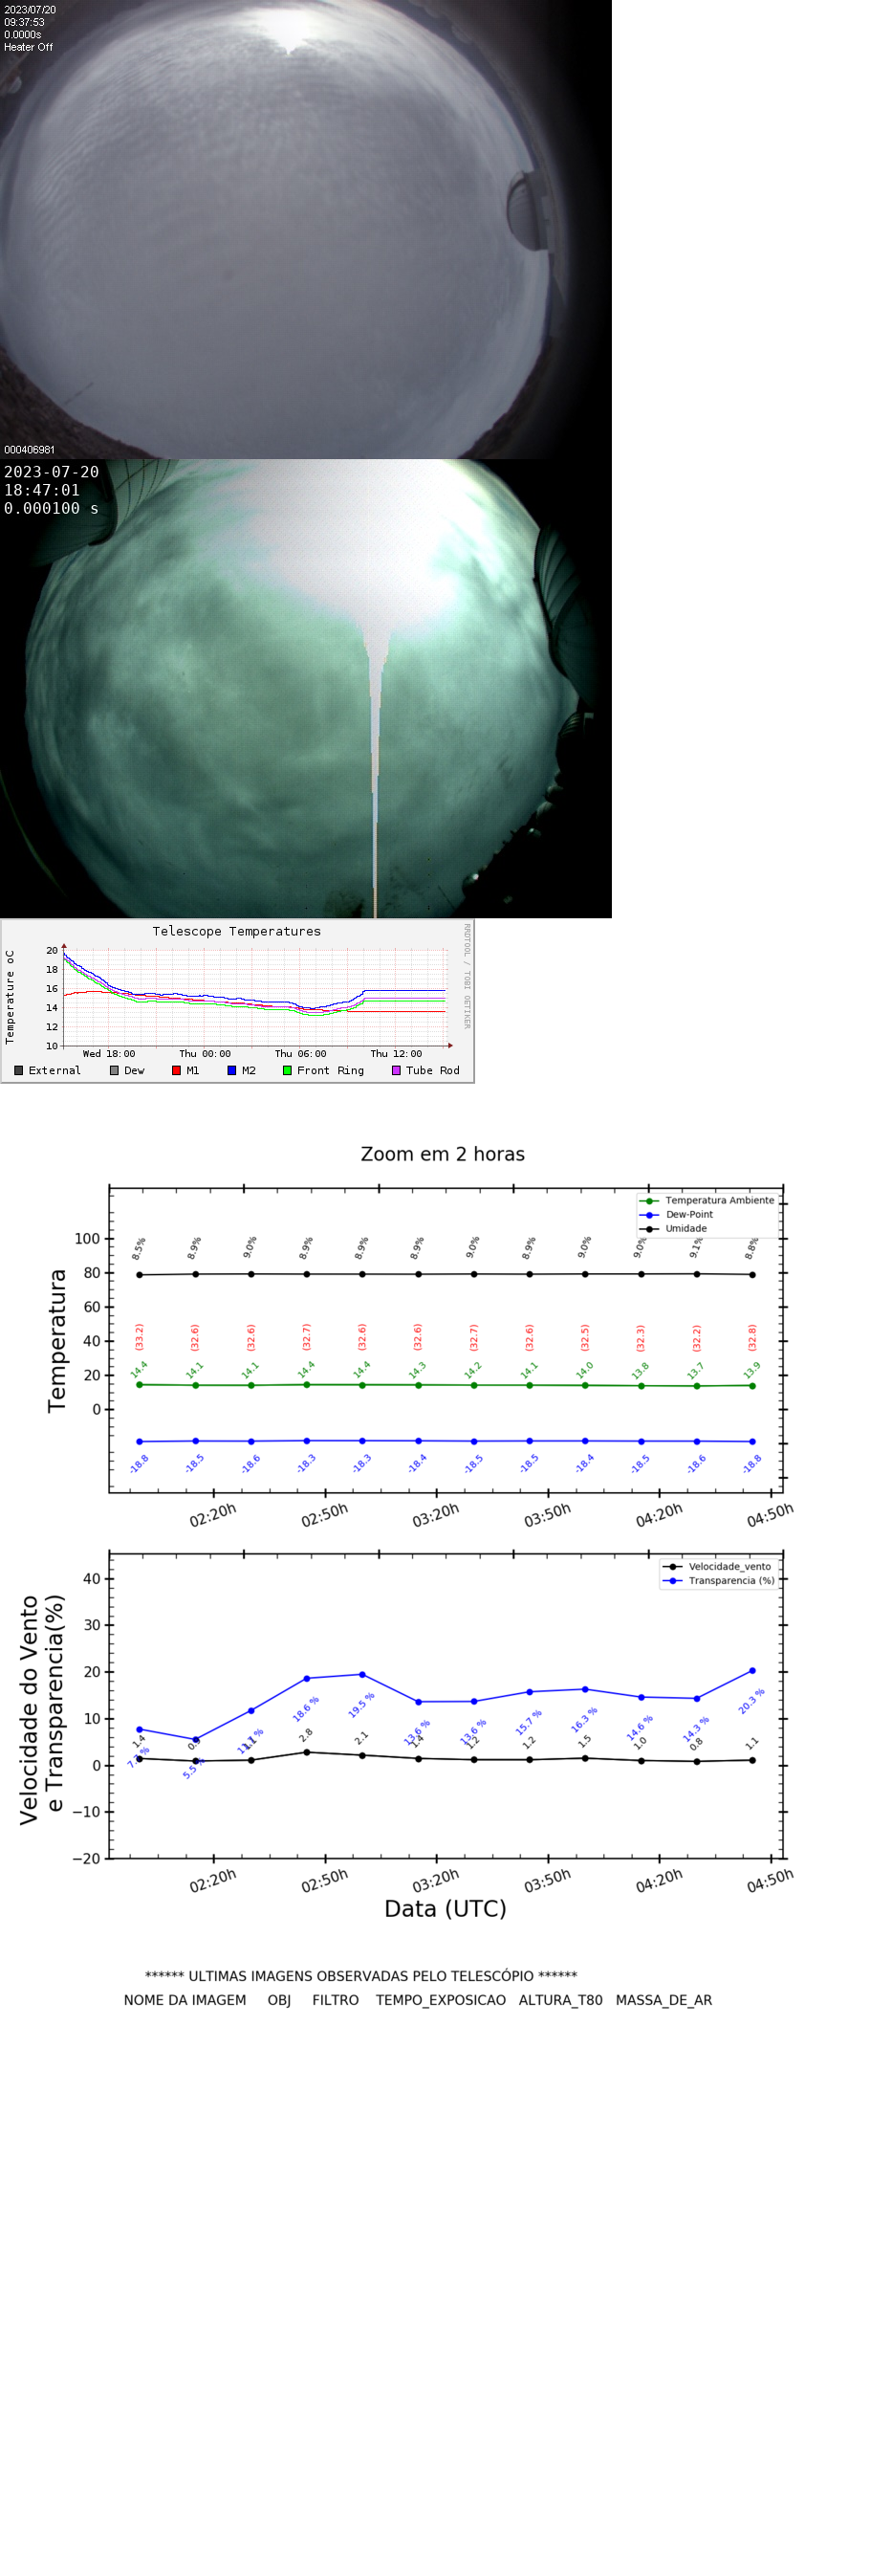 2023/07/20
09:37:53
0.0000s
Heater Off
000406981
2023-07-20
18:47:01
0.000100 s
Telescope Temperatures
RRDTOOL / TOBI OETIKER
Temperature oC
20
18
16
14
12
10
Wed 18:00 Thu 00:00 Thu 06:00 Thu 12:00
External Dew M1 M2 Front Ring Tube Rod
Zoom em 2 horas
Temperatura Ambiente
Dew-Point
Umidade
Temperatura
100
80
60
40
20
0
8.5% 8.9% 9.0% 8.9% 8.9% 8.9% 9.0% 8.9% 9.0% 9.0% 9.1% 8.8%
(33.2) (32.6) (32.6) (32.7) (32.6) (32.6) (32.7) (32.6) (32.5) (32.3) (32.2) (32.8)
14.4 14.1 14.1 14.4 14.4 14.3 14.2 14.1 14.0 13.8 13.7 13.9
-18.8 -18.5 -18.6 -18.3 -18.3 -18.4 -18.5 -18.5 -18.4 -18.5 -18.6 -18.8
02:20h 02:50h 03:20h 03:50h 04:20h 04:50h
Velocidade_vento
Transparencia (%)
Velocidade do Vento
e Transparencia(%)
40
30
20
10
0
−10
−20
18.6 % 19.5 % 13.6 % 13.6 % 15.7 % 16.3 % 14.6 % 14.3 % 20.3 %
1.4 2.8 2.1 1.4 1.2 1.2 1.5 1.0 0.8 1.1
02:20h 02:50h 03:20h 03:50h 04:20h 04:50h
Data (UTC)
****** ULTIMAS IMAGENS OBSERVADAS PELO TELESCÓPIO ******
NOME DA IMAGEM OBJ FILTRO TEMPO_EXPOSICAO ALTURA_T80 MASSA_DE_AR